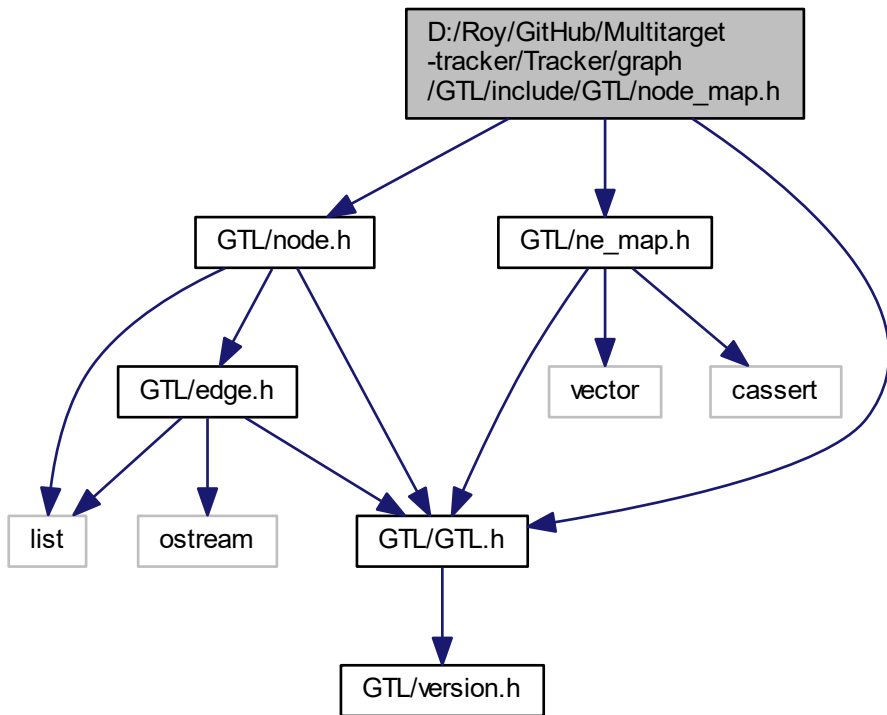 D:/Roy/GitHub/Multitarget
-tracker/Tracker/graph
/GTL/include/GTL/node_map.h
GTL/node.h
GTL/ne_map.h
GTL/edge.h
vector
cassert
list
ostream
GTL/GTL.h
GTL/version.h